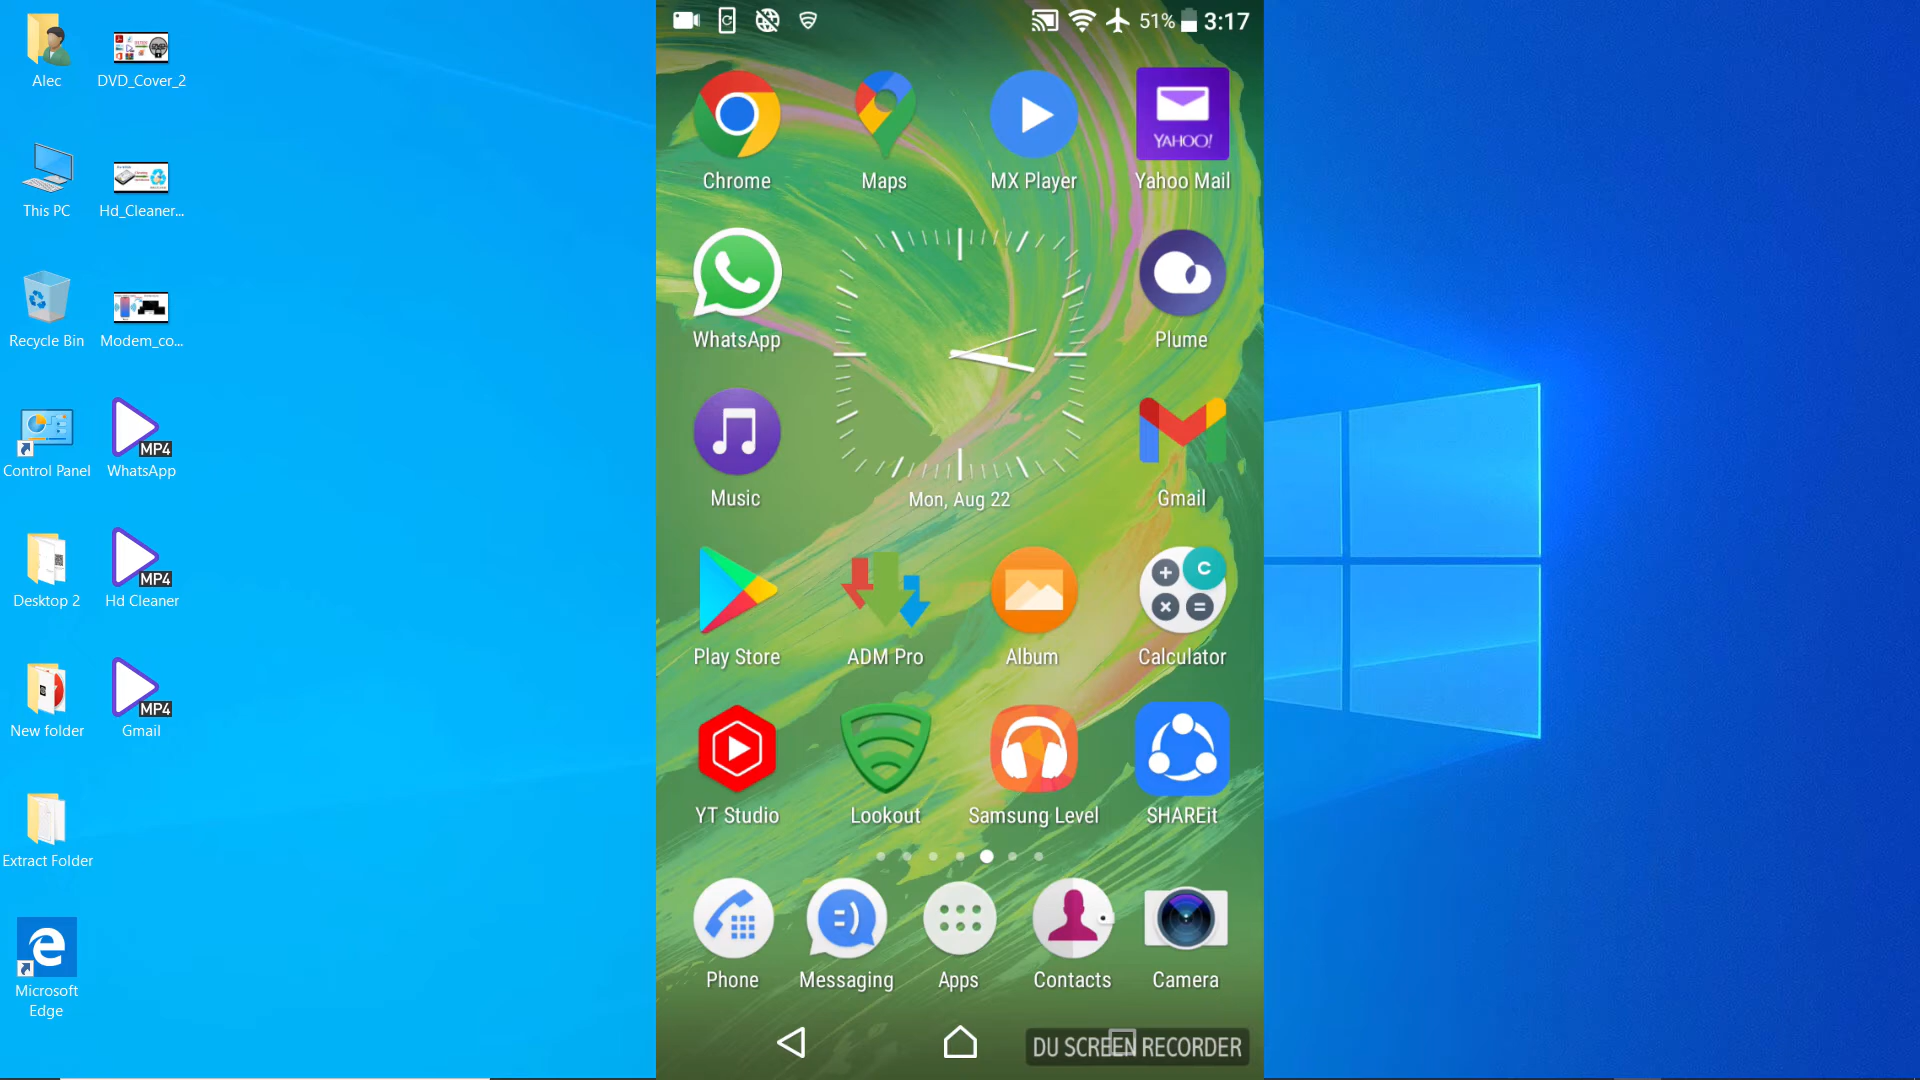 Alec
DVD_Cover_2
This PC
Hd_Cleaner...
Recycle Bin
Modem_co...
Control Panel
MP4
WhatsApp
Desktop 2
MP4
Hd Cleaner
New folder
MP4
Gmail
Extract Folder
Microsoft
Edge
51%
3:17
Chrome
Maps
MX Player
YAHOO!
Yahoo Mail
WhatsApp
Plume
Music
Mon, Aug 22
Gmail
Play Store
ADM Pro
Album
C
Calculator
YT Studio
Lookout
Samsung Level
SHAREit
Phone
Messaging
Apps
Contacts
Camera
DU SCREEN RECORDER